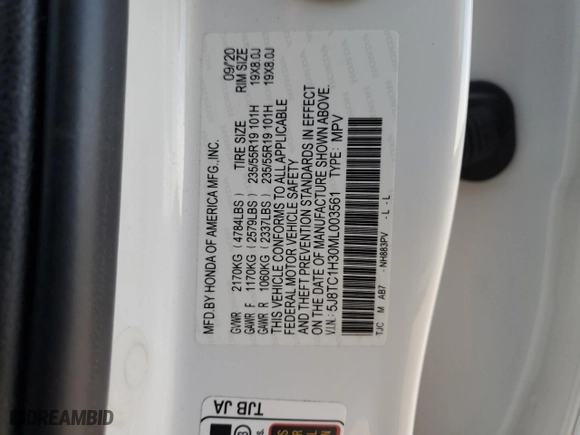 MFD.BY HONDA OF AMERICA MFG.,INC. 09/20
GVWR 2170KG (4784LBS) TIRE SIZE RIM SIZE
GAWR F 1170KG (2579LBS) 235/55R19 101H 19X8.0J
GAWR R 1060KG (2337LBS) 235/55R19 101H 19X8.0J
THIS VEHICLE CONFORMS TO ALL APPLICABLE
FEDERAL MOTOR VEHICLE SAFETY
AND THEFT PREVENTION STANDARDS IN EFFECT
ON THE DATE OF MANUFACTURE SHOWN ABOVE.
V.I.N.: 5J8TC1H30ML003561 TYPE: MPV
TJC M AB7 - NH883PV - L - L
TJB JA
DREAMBID